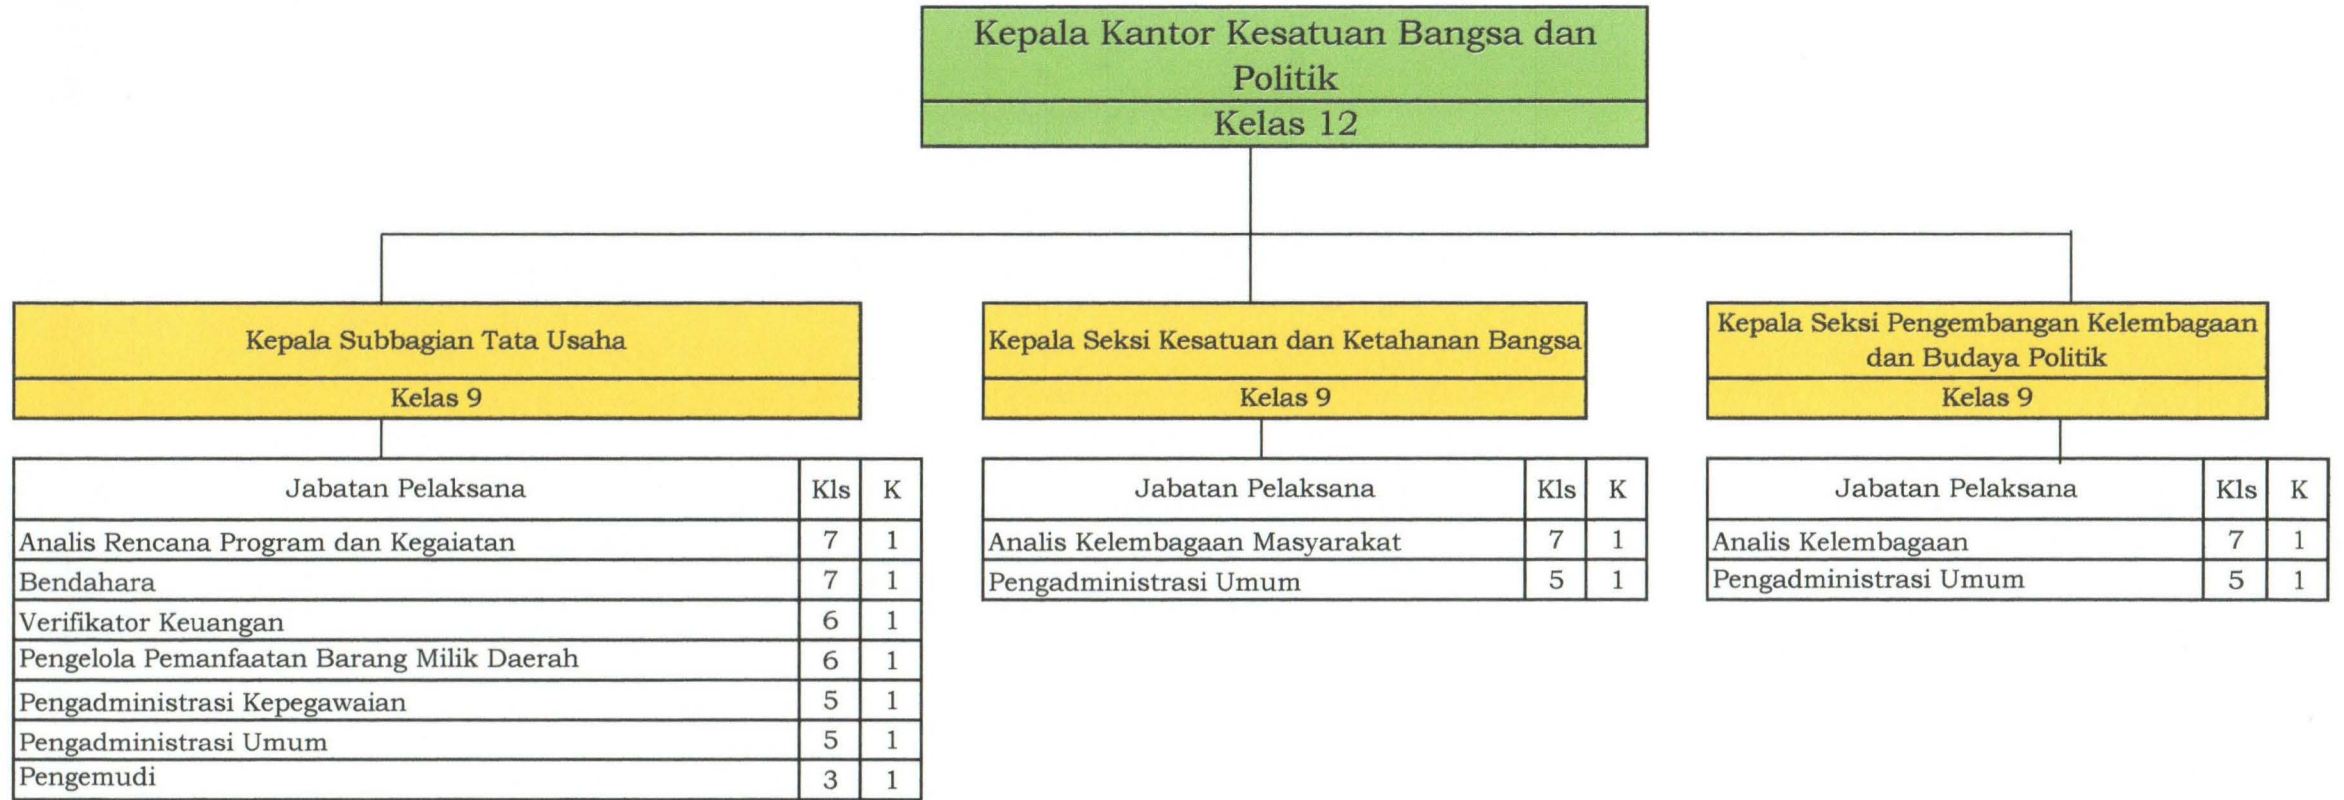 Kepala Kantor Kesatuan Bangsa dan
Politik
Kelas 12
Kepala Subbagian Tata Usaha
Kelas 9
Jabatan Pelaksana Kls K
Analis Rencana Program dan Kegaiatan 7 1
Bendahara 7 1
Verifikator Keuangan 6 1
Pengelola Pemanfaatan Barang Milik Daerah 6 1
Pengadministrasi Kepegawaian 5 1
Pengadministrasi Umum 5 1
Pengemudi 3 1
Kepala Seksi Kesatuan dan Ketahanan Bangsa
Kelas 9
Jabatan Pelaksana Kls K
Analis Kelembagaan Masyarakat 7 1
Pengadministrasi Umum 5 1
Kepala Seksi Pengembangan Kelembagaan
dan Budaya Politik
Kelas 9
Jabatan Pelaksana Kls K
Analis Kelembagaan 7 1
Pengadministrasi Umum 5 1